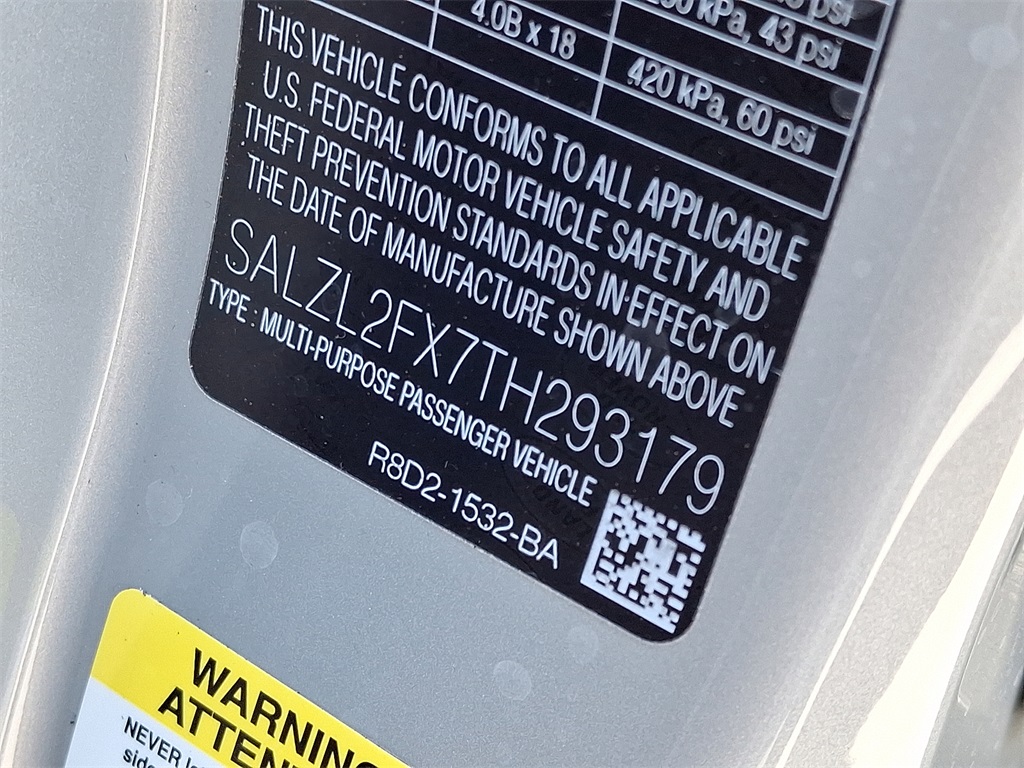 psi
kPa, 43 psi
4.0B x 18
420 kPa, 60 psi
THIS VEHICLE CONFORMS TO ALL APPLICABLE
U.S. FEDERAL MOTOR VEHICLE SAFETY AND
THEFT PREVENTION STANDARDS IN EFFECT ON
THE DATE OF MANUFACTURE SHOWN ABOVE
SALZL2FX7TH293179
TYPE : MULTI-PURPOSE PASSENGER VEHICLE
R8D2-1532-BA
WARNING
NEVER